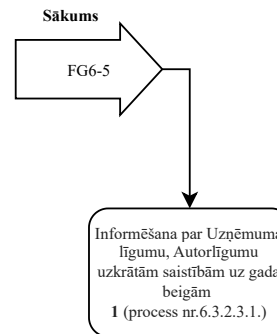 Sākums
FG6-5
Informēšana par Uzņēmuma
līgumu, Autorlīgumu
uzkrātām saistībām uz gada
beigām
1 (process nr.6.3.2.3.1.)